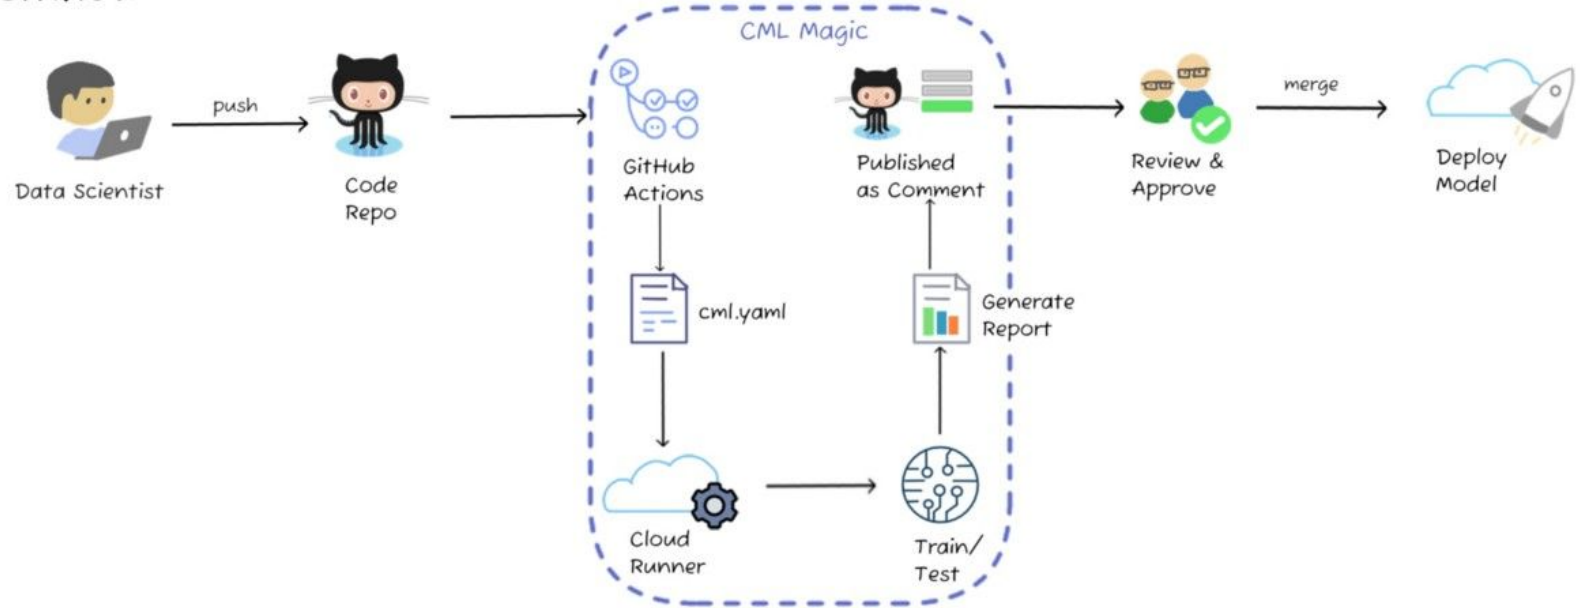 CML Magic
push
merge
Data Scientist
Code
Repo
GitHub
Actions
Published
as Comment
Review &
Approve
Deploy
Model
cml.yaml
Generate
Report
Cloud
Runner
Train/
Test